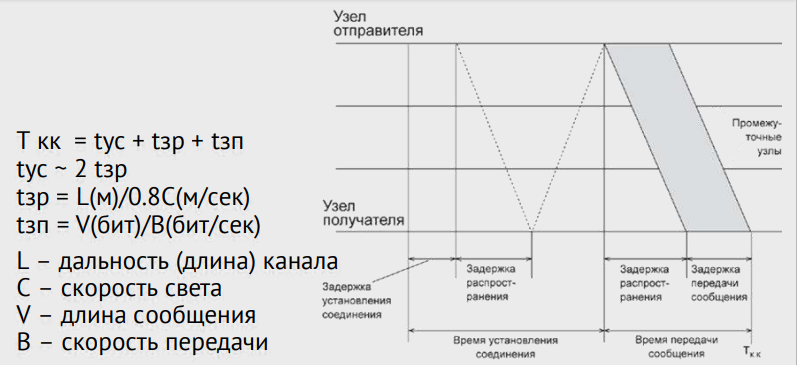 Узел
отправителя
T кк = tус + tзр + tзп
tус ~ 2 tзр
tзр = L(м)/0.8С(м/сек)
tзп = V(бит)/B(бит/сек)
L – дальность (длина) канала
С – скорость света
V – длина сообщения
B – скорость передачи
Промежу-
точные
узлы
Узел
получателя
Задержка
установления
соединения
Задержка
распрост-
ранения
Задержка
распрост-
ранения
Задержка
передачи
сообщения
Время установления
соединения
Время передачи
сообщения
Tк к